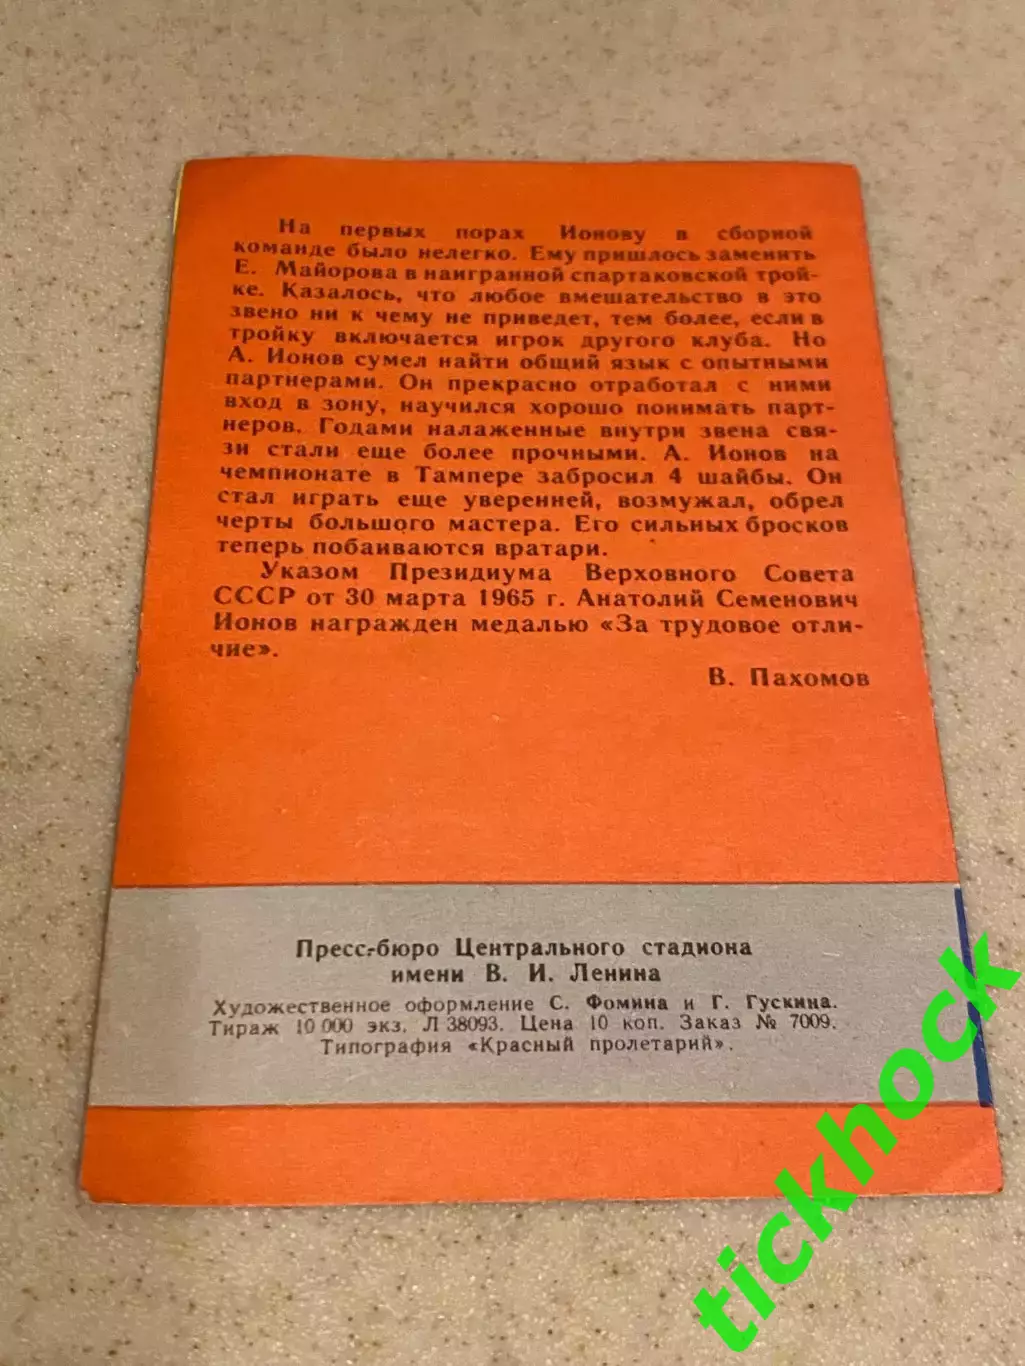 На первых порах Ионову в сборной
команде было нелегко. Ему пришлось заменить
Е. Майорова в наигранной спартаковской трой-
ке. Казалось, что любое вмешательство в это
звено ни к чему не приведет, тем более, если в
тройку включается игрок другого клуба. Но
А. Ионов сумел найти общий язык с опытными
партнерами. Он прекрасно отработал с ними
вход в зону, научился хорошо понимать парт-
неров. Годами налаженные внутри звена свя-
зи стали еще более прочными. А. Ионов на
чемпионате в Тампере забросил 4 шайбы. Он
стал играть еще уверенней, возмужал, обрел
черты большого мастера. Его сильных бросков
теперь побаиваются вратари.
Указом Президиума Верховного Совета
СССР от 30 марта 1965 г. Анатолий Семенович
Ионов награжден медалью «За трудовое отли-
чие».
В. Пахомов
Пресс-бюро Центрального стадиона
имени В. И. Ленина
Художественное оформление С. Фомина и Г. Гускина.
Тираж 10 000 экз. Л 38093. Цена 10 коп. Заказ № 7009.
Типография «Красный пролетарий».
tickhock